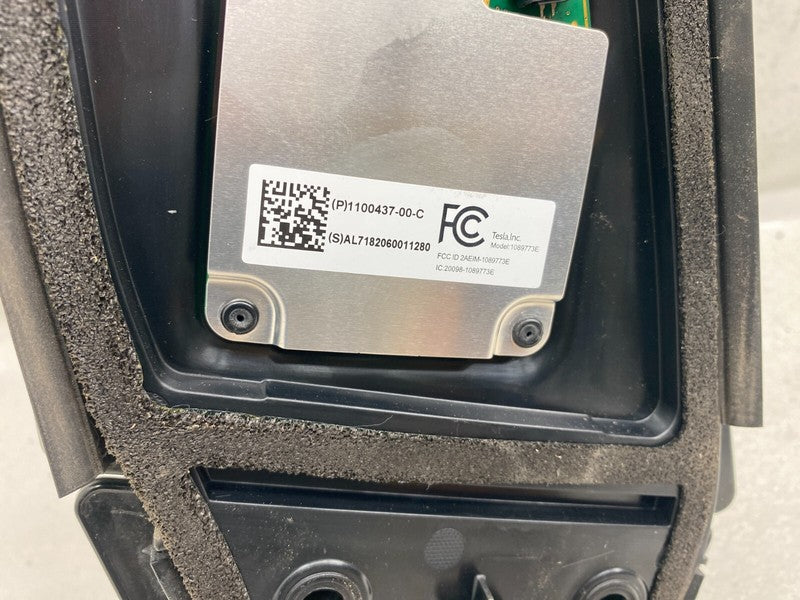 (P)1100437-00-C
(S)AL7182060011280
FC
Tesla,Inc.
Model:1089773E
FCC ID:2AEIM-1089773E
IC:20098-1089773E